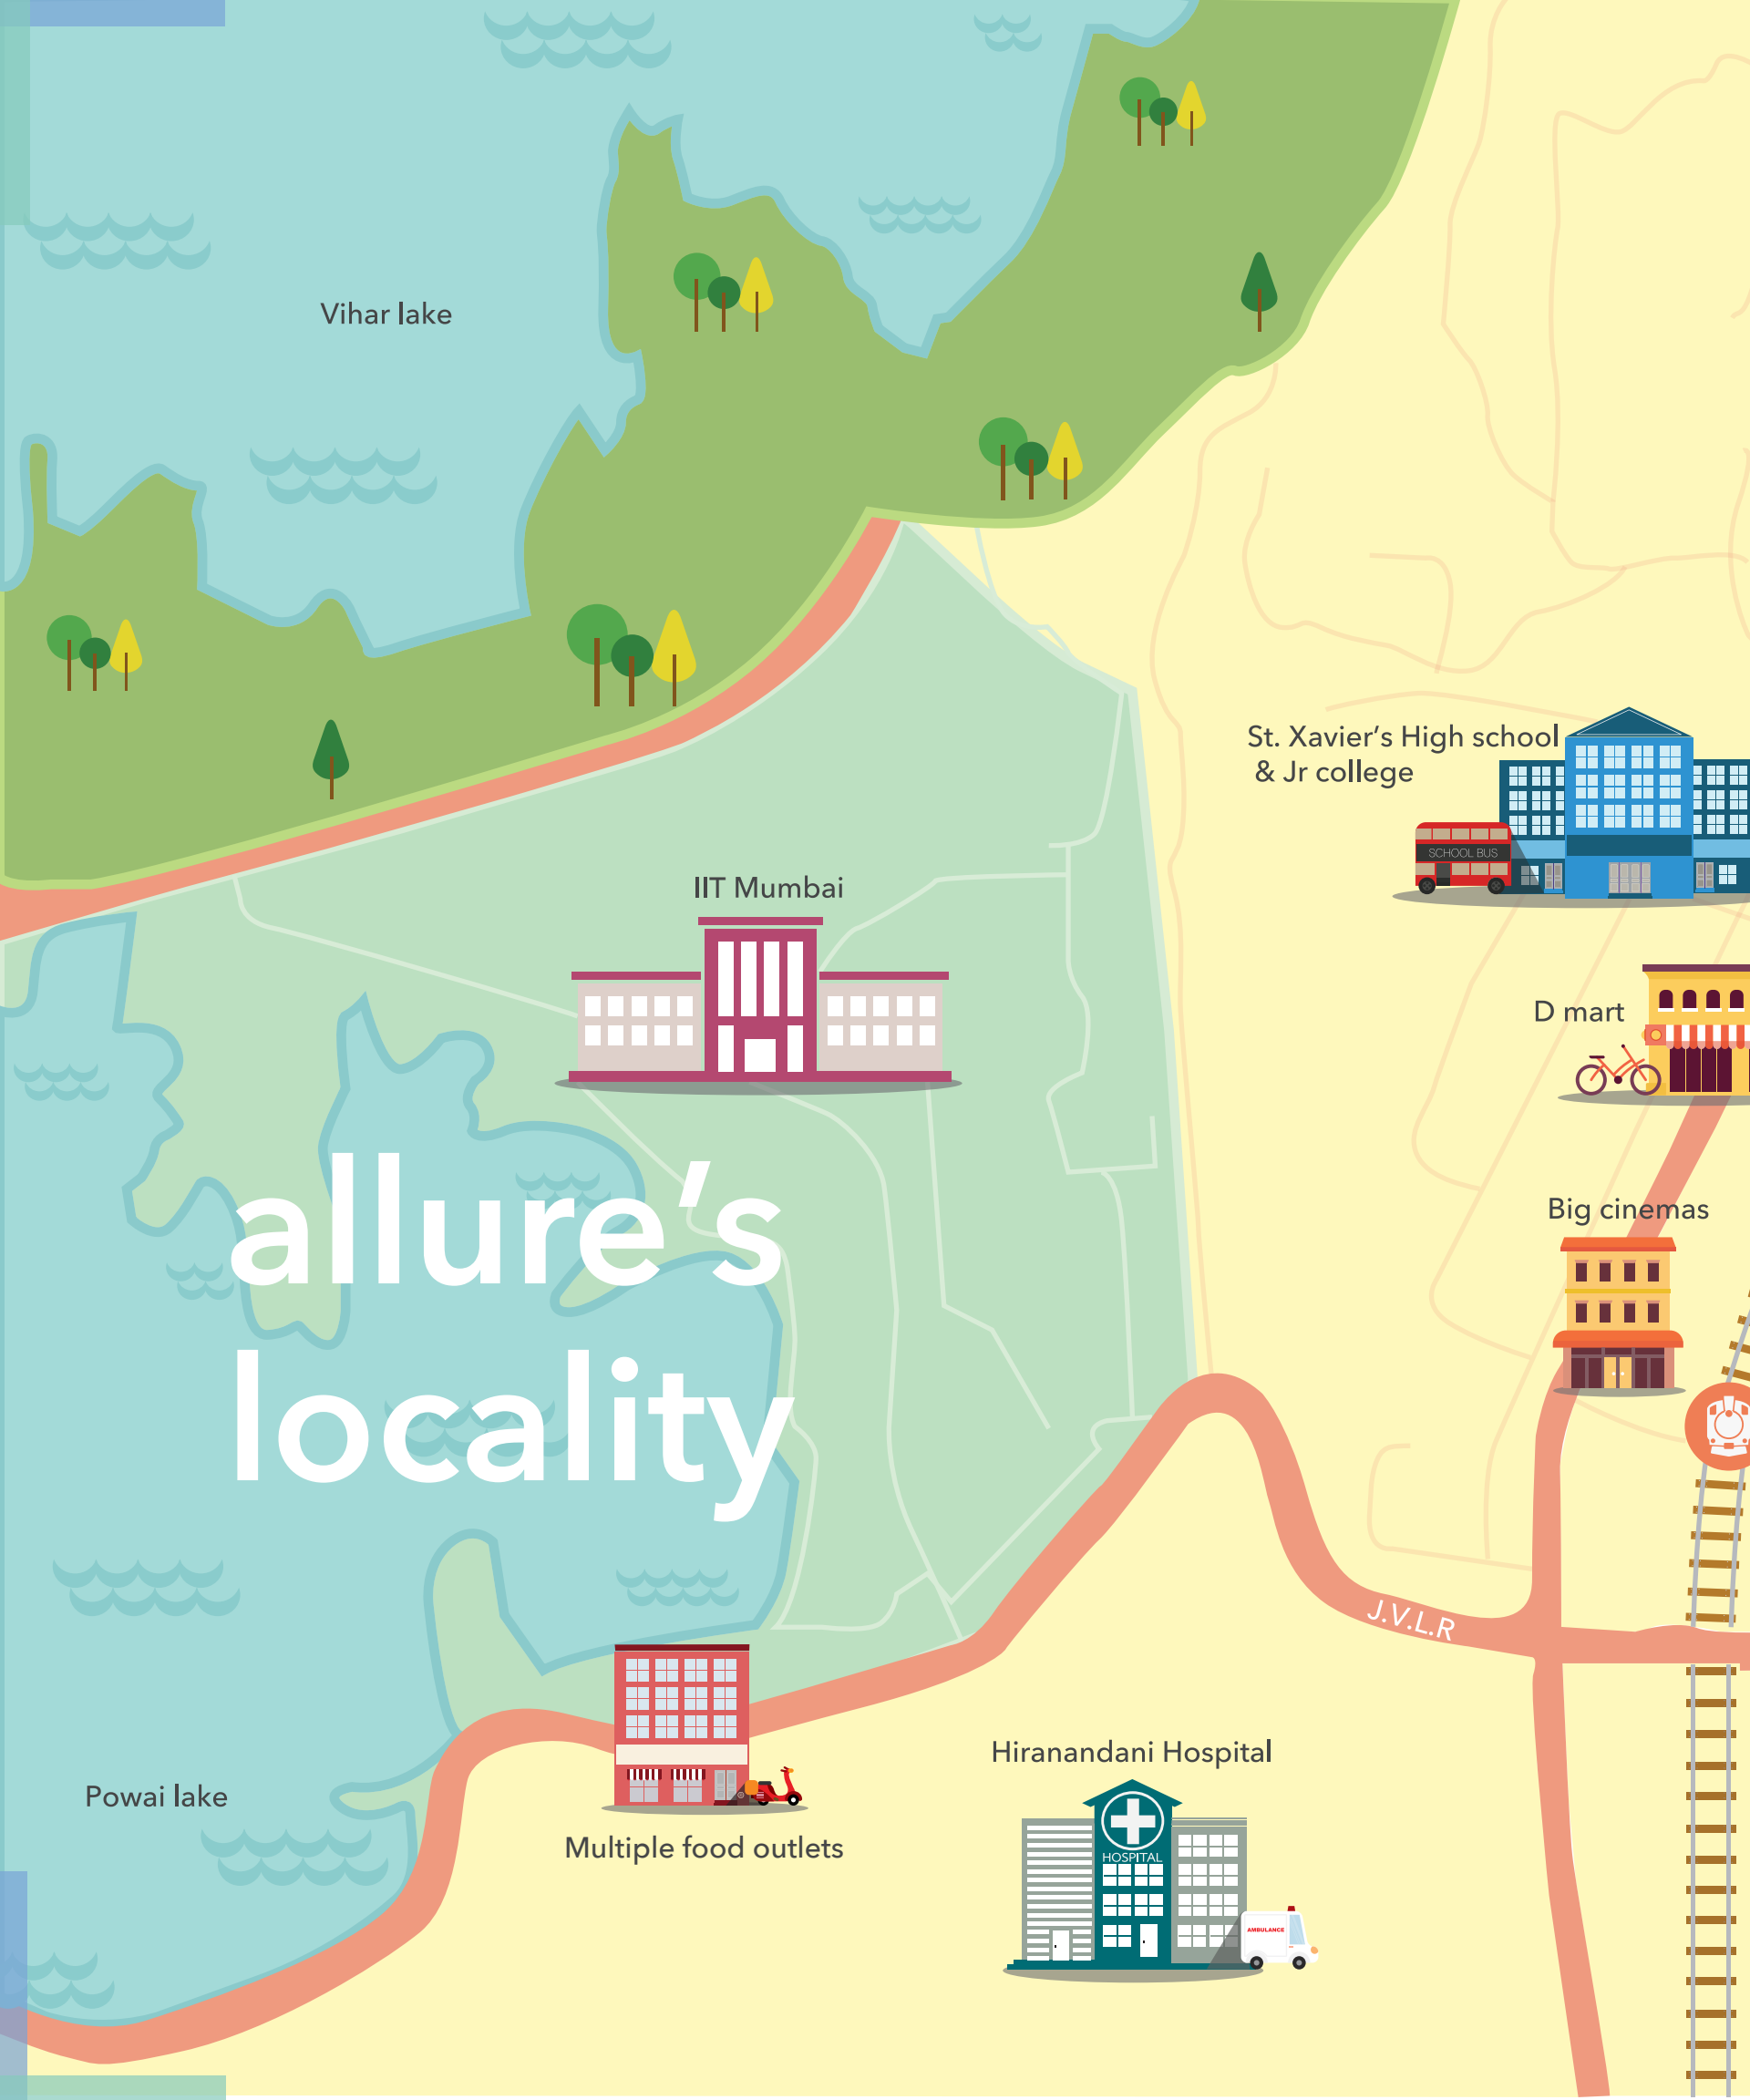 Vihar lake
St. Xavier's High school
& Jr college
SCHOOL BUS
IIT Mumbai
D mart
allure's
locality
Big cinemas
J.V.L.R
Powai lake
Multiple food outlets
Hiranandani Hospital
HOSPITAL
AMBULANCE